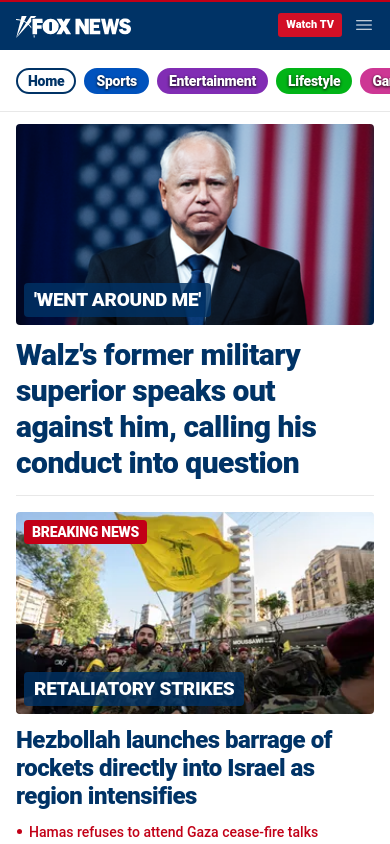 FOX NEWS
Watch TV
Home
Sports
Entertainment
Lifestyle
'WENT AROUND ME'
Walz's former military
superior speaks out
against him, calling his
conduct into question
BREAKING NEWS
MOUSSAWI
RETALIATORY STRIKES
Hezbollah launches barrage of
rockets directly into Israel as
region intensifies
• Hamas refuses to attend Gaza cease-fire talks